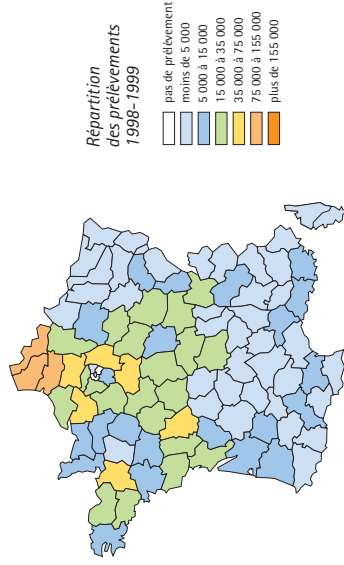 Répartition
des prélèvements
1998-1999
pas de prélèvement
moins de 5 000
5 000 à 15 000
15 000 à 35 000
35 000 à 75 000
75 000 à 155 000
plus de 155 000